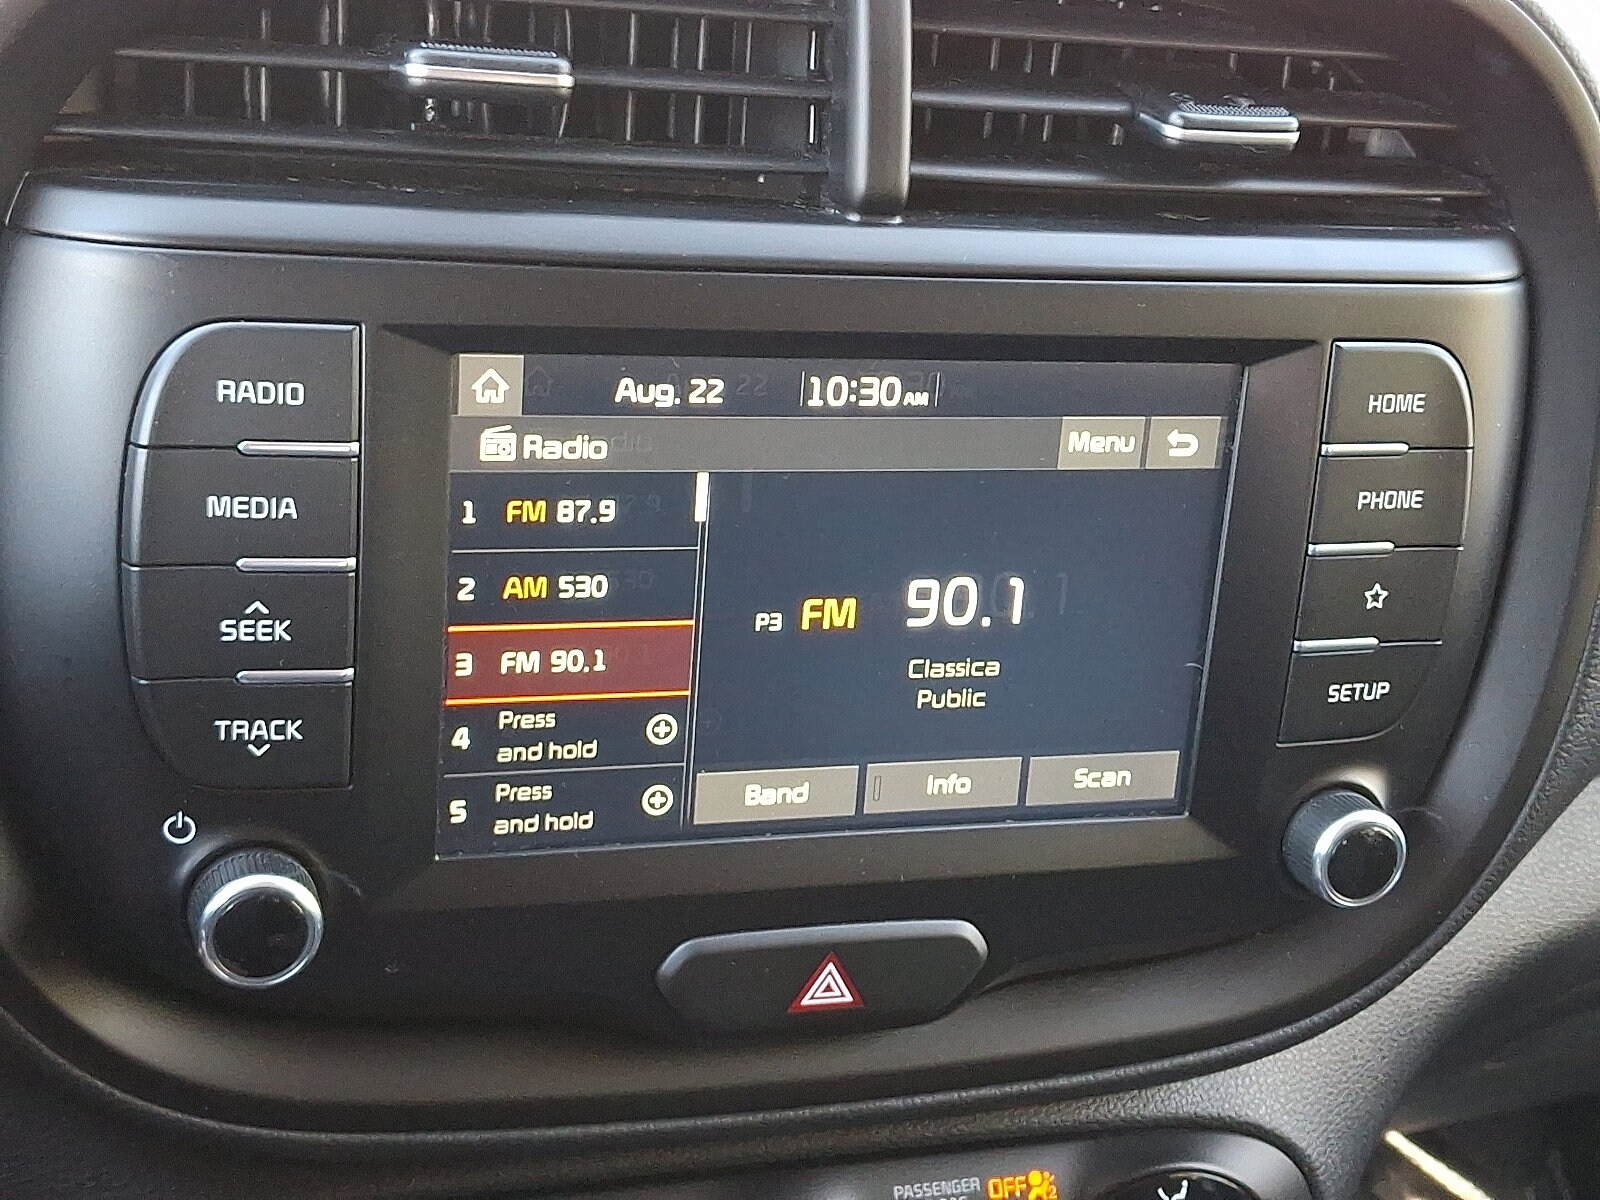 RADIO
MEDIA
SEEK
TRACK
Aug. 22 10:30 AM
Radio Menu
1 FM 87.9
2 AM 530
3 FM 90.1
4 Press
and hold
5 Press
and hold
P3 FM 90.1
Classica
Public
Band Info Scan
HOME
PHONE
SETUP
PASSENGER OFF